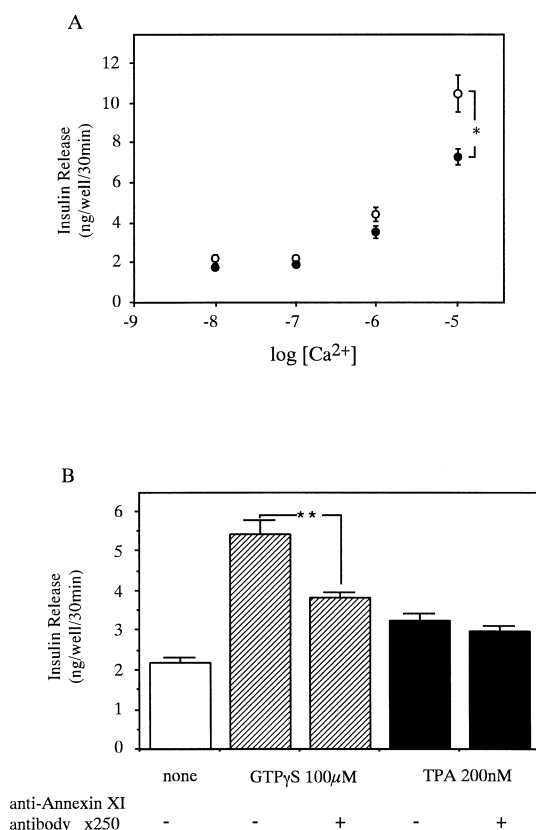 A
12
10
8
6
4
2
0
Insulin Release
(ng/well/30min)
*
-9 -8 -7 -6 -5
log [Ca2+]
B
6
5
4
3
2
1
0
Insulin Release
(ng/well/30min)
**
none GTPγS 100μM TPA 200nM
anti-Annexin XI
antibody x250 - - + - +